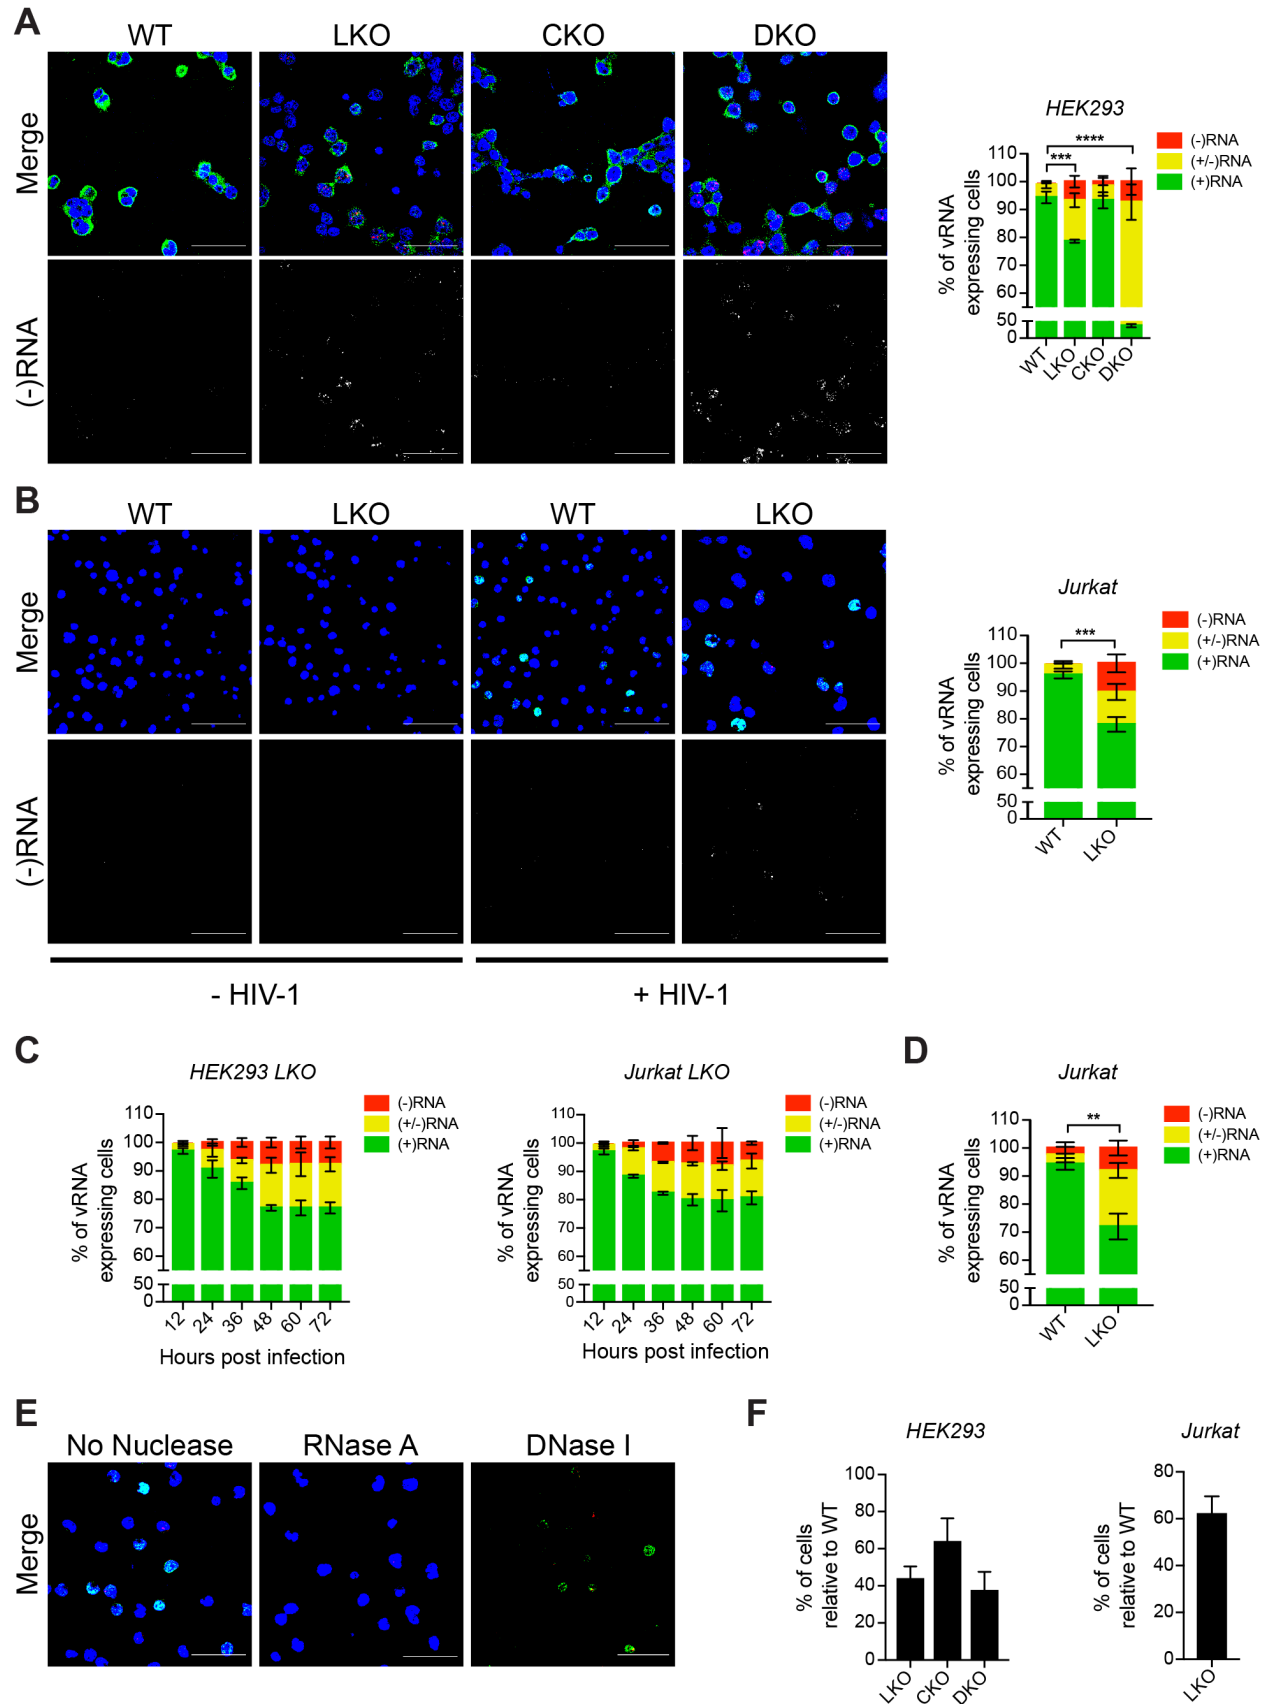 A
WT LKO CKO DKO
Merge
(-)RNA
HEK293
(-)RNA
(+/-)RNA
(+)RNA
****
***
% of vRNA
expressing cells
110
100
90
80
70
60
50
0
WT LKO CKO DKO
B
WT LKO WT LKO
Merge
(-)RNA
- HIV-1 + HIV-1
Jurkat
(-)RNA
(+/-)RNA
(+)RNA
***
% of vRNA
expressing cells
110
100
90
80
70
60
50
0
WT LKO
C
HEK293 LKO
(-)RNA
(+/-)RNA
(+)RNA
% of vRNA
expressing cells
110
100
90
80
70
60
50
0
12 24 36 48 60 72
Hours post infection
Jurkat LKO
(-)RNA
(+/-)RNA
(+)RNA
% of vRNA
expressing cells
110
100
90
80
70
60
50
0
12 24 36 48 60 72
Hours post infection
D
Jurkat
(-)RNA
(+/-)RNA
(+)RNA
**
% of vRNA
expressing cells
110
100
90
80
70
60
50
0
WT LKO
E
No Nuclease RNase A DNase I
Merge
F
HEK293
% of cells
relative to WT
100
80
60
40
20
0
LKO CKO DKO
Jurkat
% of cells
relative to WT
80
60
40
20
0
LKO